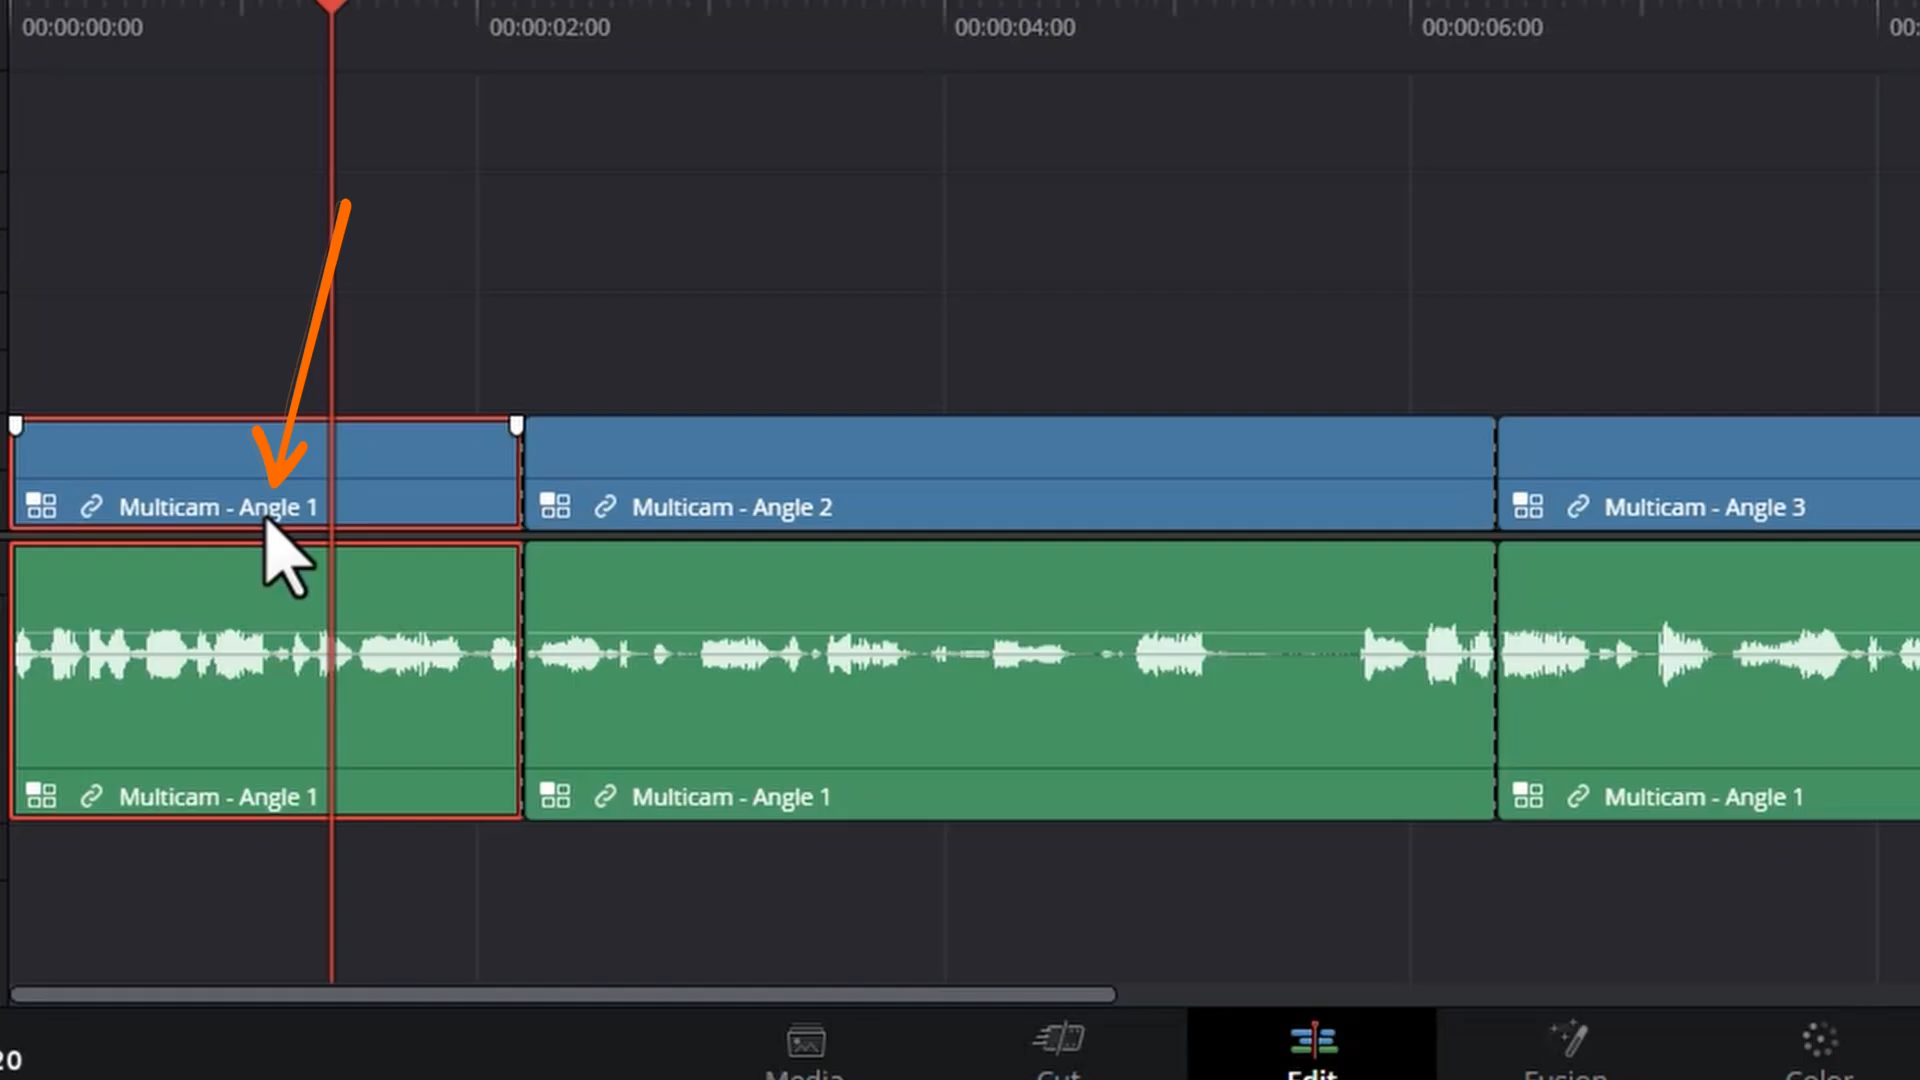 00:00:00:00 00:00:02:00 00:00:04:00 00:00:06:00 00:
Multicam - Angle 1 Multicam - Angle 2 Multicam - Angle 3
Multicam - Angle 1 Multicam - Angle 1 Multicam - Angle 1
20
Media Cut Edit Fusion Color